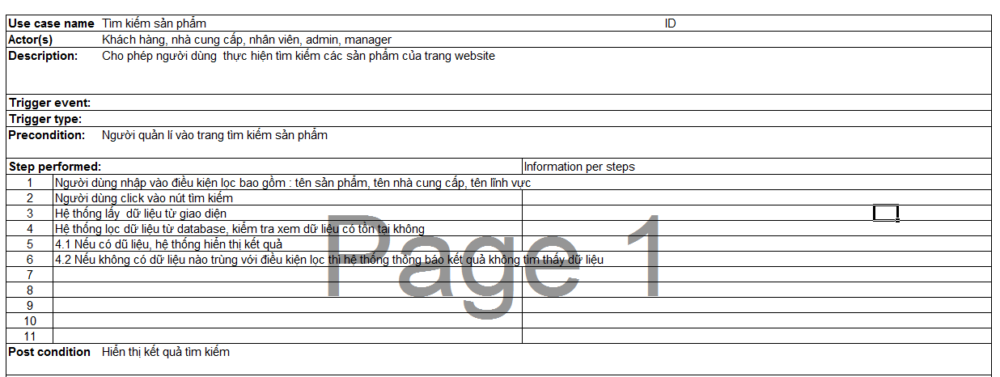 Use case name Tìm kiếm sản phẩm ID
Actor(s) Khách hàng, nhà cung cấp, nhân viên, admin, manager
Description: Cho phép người dùng thực hiện tìm kiếm các sản phẩm của trang website
Trigger event:
Trigger type:
Precondition: Người quản lí vào trang tìm kiếm sản phẩm
Step performed: Information per steps
1 Người dùng nhập vào điều kiện lọc bao gồm : tên sản phẩm, tên nhà cung cấp, tên lĩnh vực
2 Người dùng click vào nút tìm kiếm
3 Hệ thống lấy dữ liệu từ giao diện
4 Hệ thống lọc dữ liệu từ database, kiểm tra xem dữ liệu có tồn tại không
5 4.1 Nếu có dũ liệu, hệ thống hiển thị kết quả
6 4.2 Nếu không có dữ liệu nào trùng với điều kiện lọc thì hệ thống thông báo kết quả không tìm thấy dữ liệu
7
8
9
10
11
Post condition Hiển thị kết quả tìm kiếm
Page 1